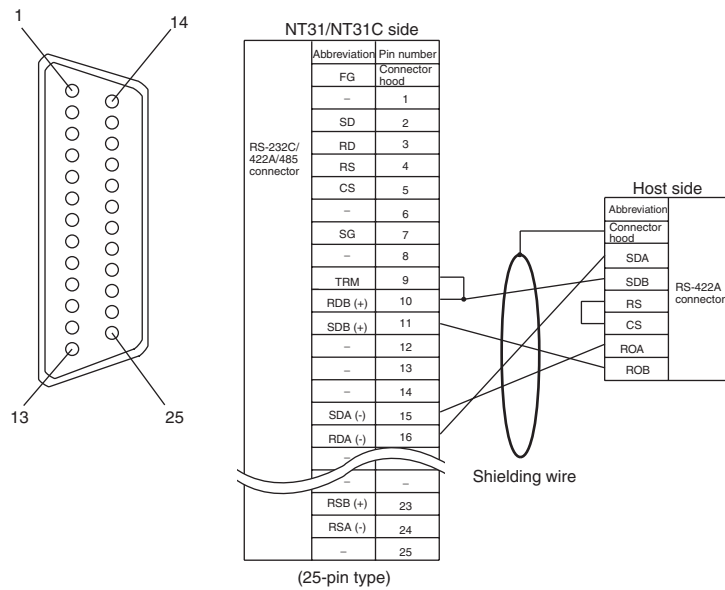 1
14
13
25
NT31/NT31C side
Abbreviation Pin number
RS-232C/
422A/485
connector
FG Connector
hood
– 1
SD 2
RD 3
RS 4
CS 5
– 6
SG 7
– 8
TRM 9
RDB (+) 10
SDB (+) 11
– 12
– 13
– 14
SDA (-) 15
RDA (-) 16
–
– –
RSB (+) 23
RSA (-) 24
– 25
(25-pin type)
Shielding wire
Host side
Abbreviation
Connector
hood
SDA
SDB
RS
CS
ROA
ROB
RS-422A
connector